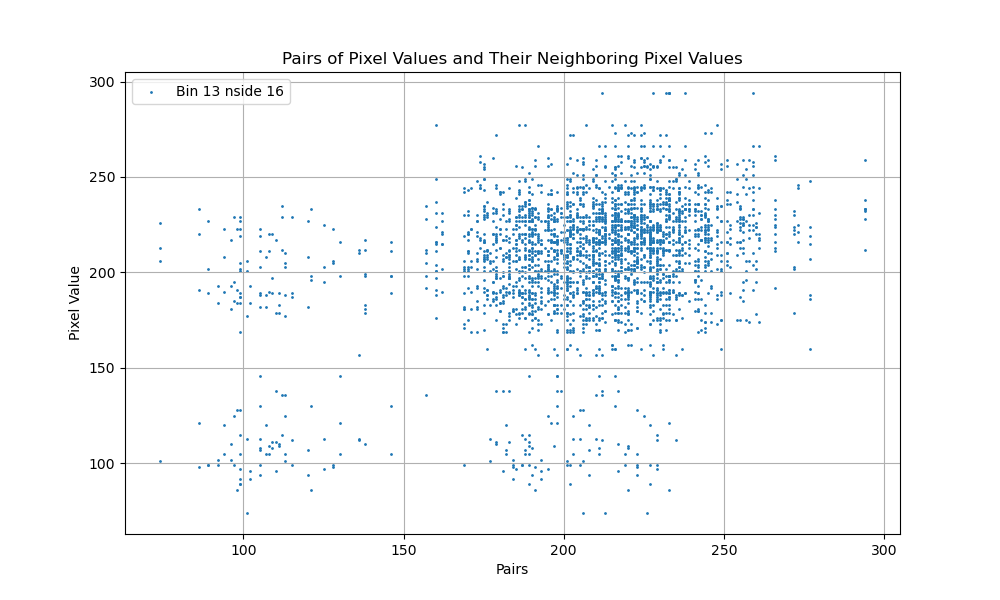 Pairs of Pixel Values and Their Neighboring Pixel Values
Bin 13 nside 16
Pixel Value
300
250
200
150
100
100
150
200
250
300
Pairs